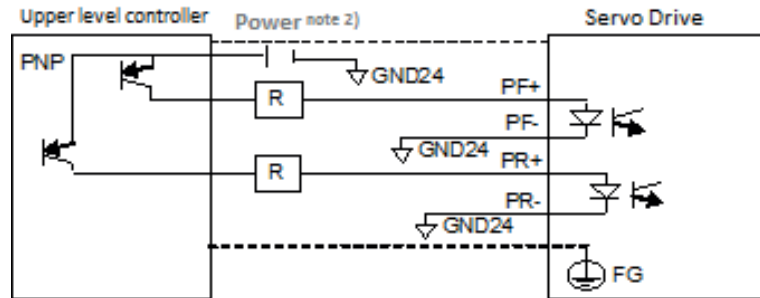 Upper level controller
Power note 2)
Servo Drive
PNP
GND24
R
PF+
PF-
GND24
R
PR+
PR-
GND24
FG